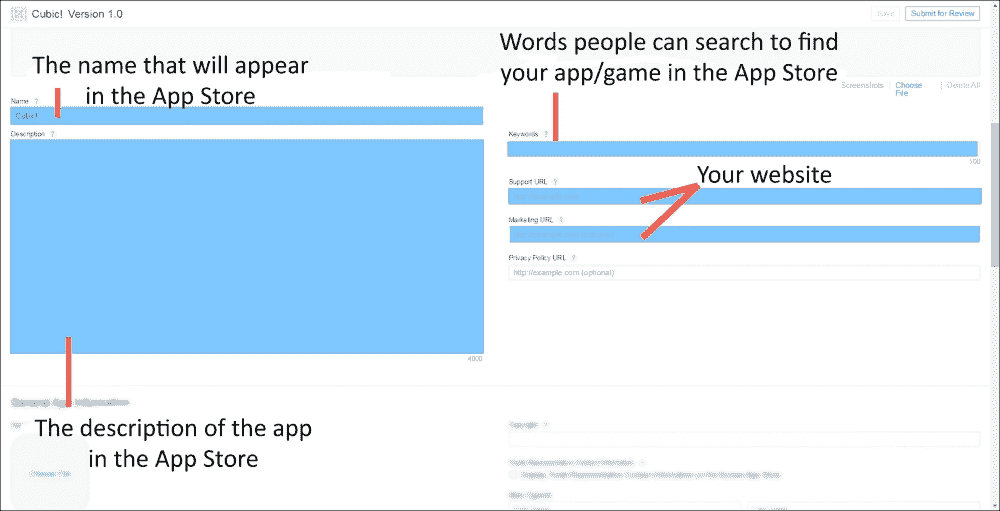 Cubic! Version 1.0
Save
Submit for Review
The name that will appear
in the App Store
Words people can search to find
your app/game in the App Store
Screenshots
Choose
File
Delete All
Name ?
Cubic!
Description ?
4000
Keywords ?
100
Your website
Support URL ?
Marketing URL ?
Privacy Policy URL ?
http://example.com (optional)
General App Information
The description of the app
in the App Store
Choose File
Copyright ?